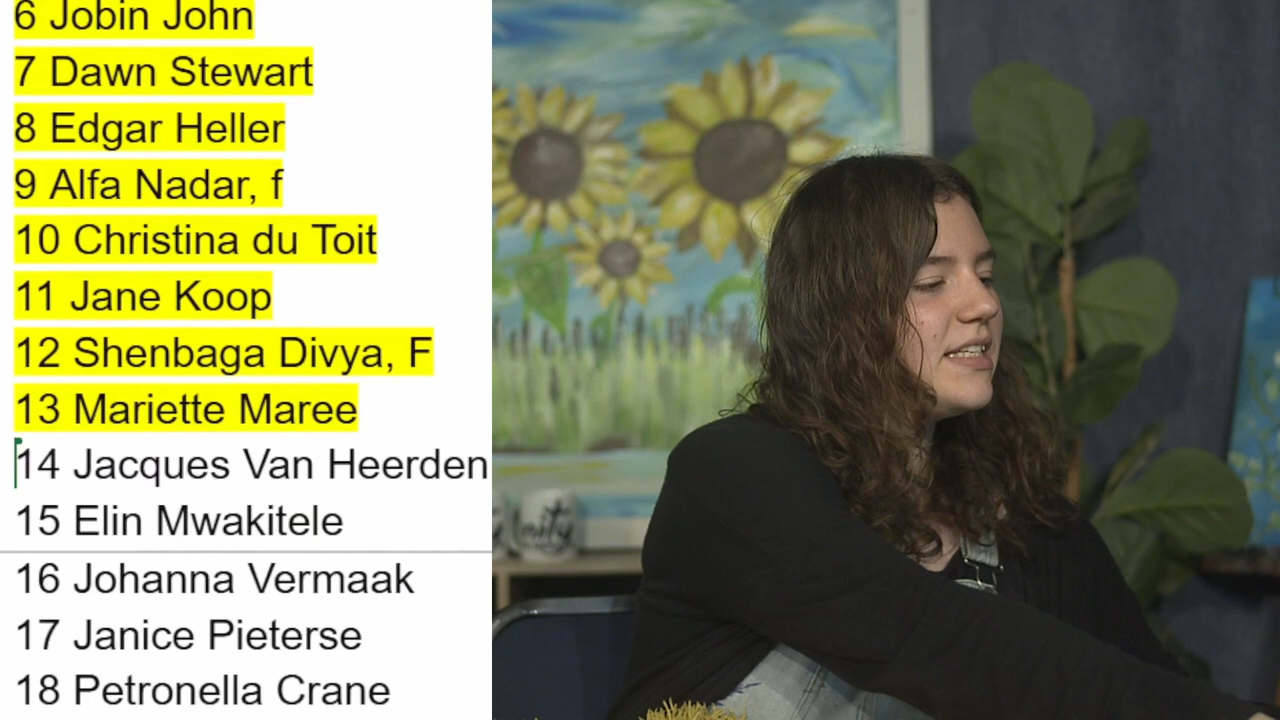 6 Jobin John
7 Dawn Stewart
8 Edgar Heller
9 Alfa Nadar, f
10 Christina du Toit
11 Jane Koop
12 Shenbaga Divya, F
13 Mariette Maree
14 Jacques Van Heerden
15 Elin Mwakitele
16 Johanna Vermaak
17 Janice Pieterse
18 Petronella Crane